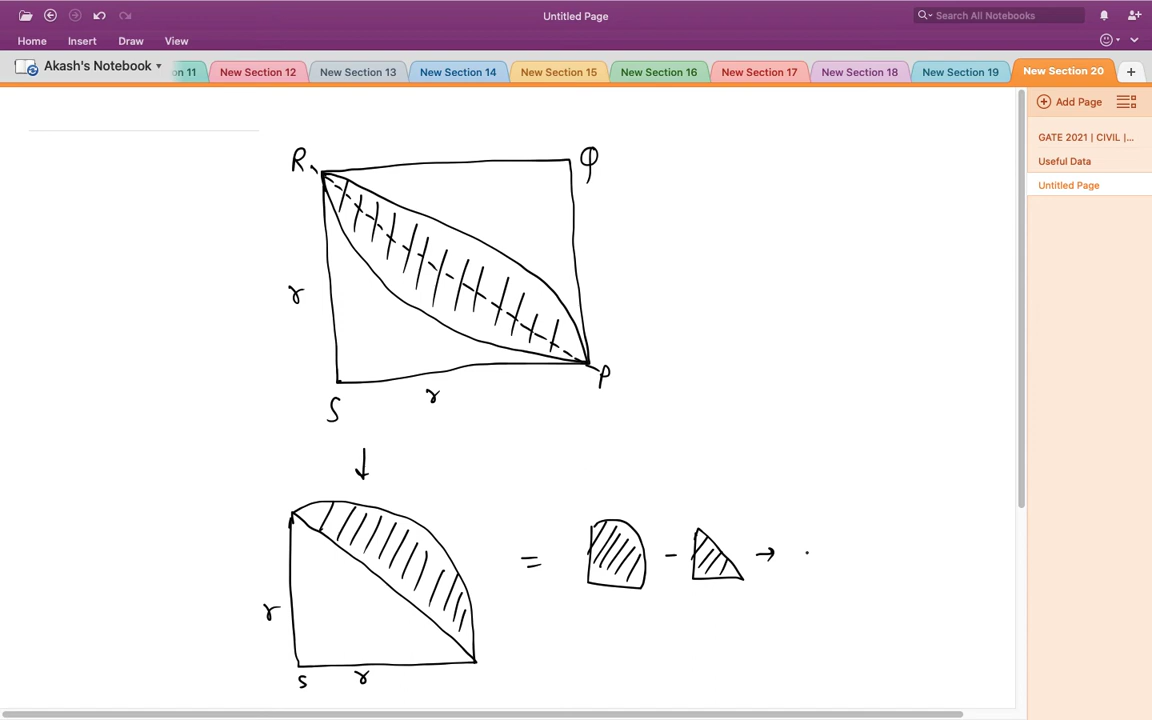 Untitled Page
Search All Notebooks
Home Insert Draw View
Akash's Notebook
on 11 New Section 12 New Section 13 New Section 14 New Section 15 New Section 16 New Section 17 New Section 18 New Section 19 New Section 20 +
Add Page
GATE 2021 | CIVIL |...
Useful Data
Untitled Page
R Q
r
P
r
S
↓
= - →
r
s r